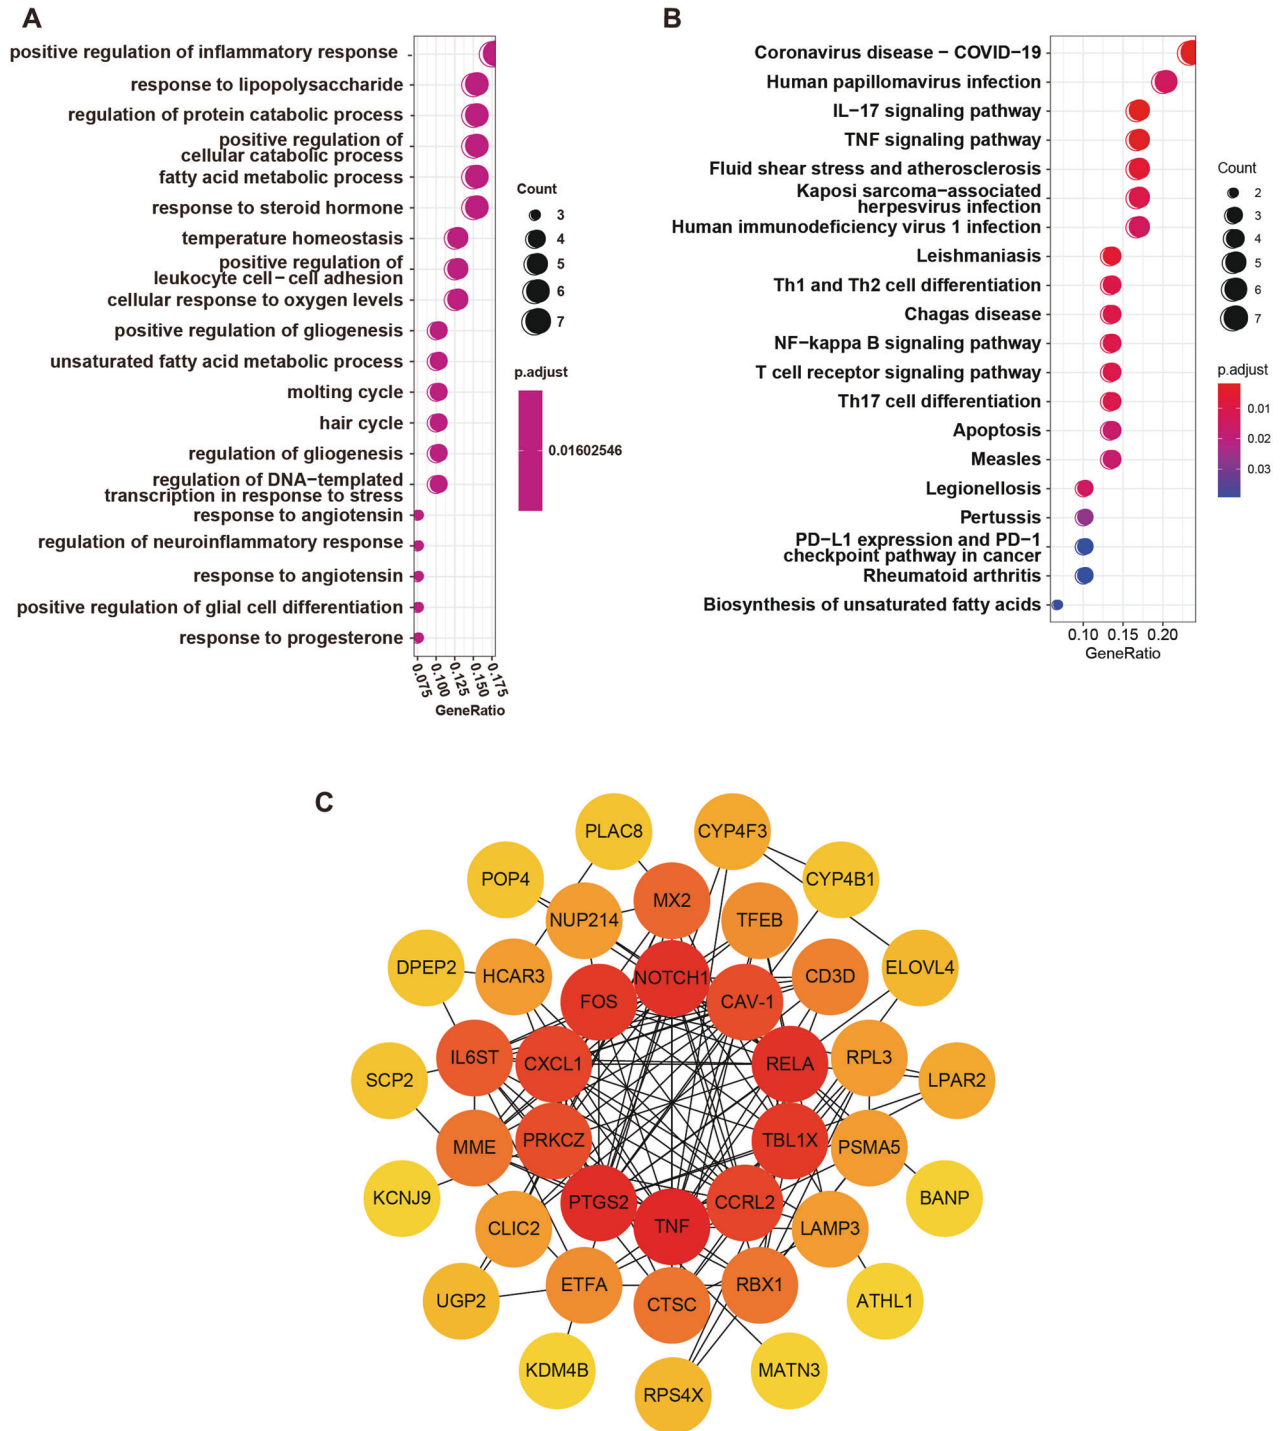 A
positive regulation of inflammatory response
response to lipopolysaccharide
regulation of protein catabolic process
positive regulation of
cellular catabolic process
fatty acid metabolic process
response to steroid hormone
temperature homeostasis
positive regulation of
leukocyte cell−cell adhesion
cellular response to oxygen levels
positive regulation of gliogenesis
unsaturated fatty acid metabolic process
molting cycle
hair cycle
regulation of gliogenesis
regulation of DNA−templated
transcription in response to stress
response to angiotensin
regulation of neuroinflammatory response
response to angiotensin
positive regulation of glial cell differentiation
response to progesterone
0.075
0.100
0.125
0.150
0.175
GeneRatio
Count
3
4
5
6
7
p.adjust
0.01602546
B
Coronavirus disease − COVID−19
Human papillomavirus infection
IL−17 signaling pathway
TNF signaling pathway
Fluid shear stress and atherosclerosis
Kaposi sarcoma−associated
herpesvirus infection
Human immunodeficiency virus 1 infection
Leishmaniasis
Th1 and Th2 cell differentiation
Chagas disease
NF−kappa B signaling pathway
T cell receptor signaling pathway
Th17 cell differentiation
Apoptosis
Measles
Legionellosis
Pertussis
PD−L1 expression and PD−1
checkpoint pathway in cancer
Rheumatoid arthritis
Biosynthesis of unsaturated fatty acids
0.10 0.15 0.20
GeneRatio
Count
2
3
4
5
6
7
p.adjust
0.01
0.02
0.03
C
PLAC8
CYP4F3
POP4
CYP4B1
MX2
NUP214
TFEB
DPEP2
HCAR3
NOTCH1
CD3D
ELOVL4
FOS
CAV-1
IL6ST
CXCL1
RELA
RPL3
SCP2
LPAR2
MME
PRKCZ
TBL1X
PSMA5
KCNJ9
PTGS2
CCRL2
BANP
CLIC2
TNF
LAMP3
UGP2
ETFA
CTSC
RBX1
ATHL1
KDM4B
RPS4X
MATN3